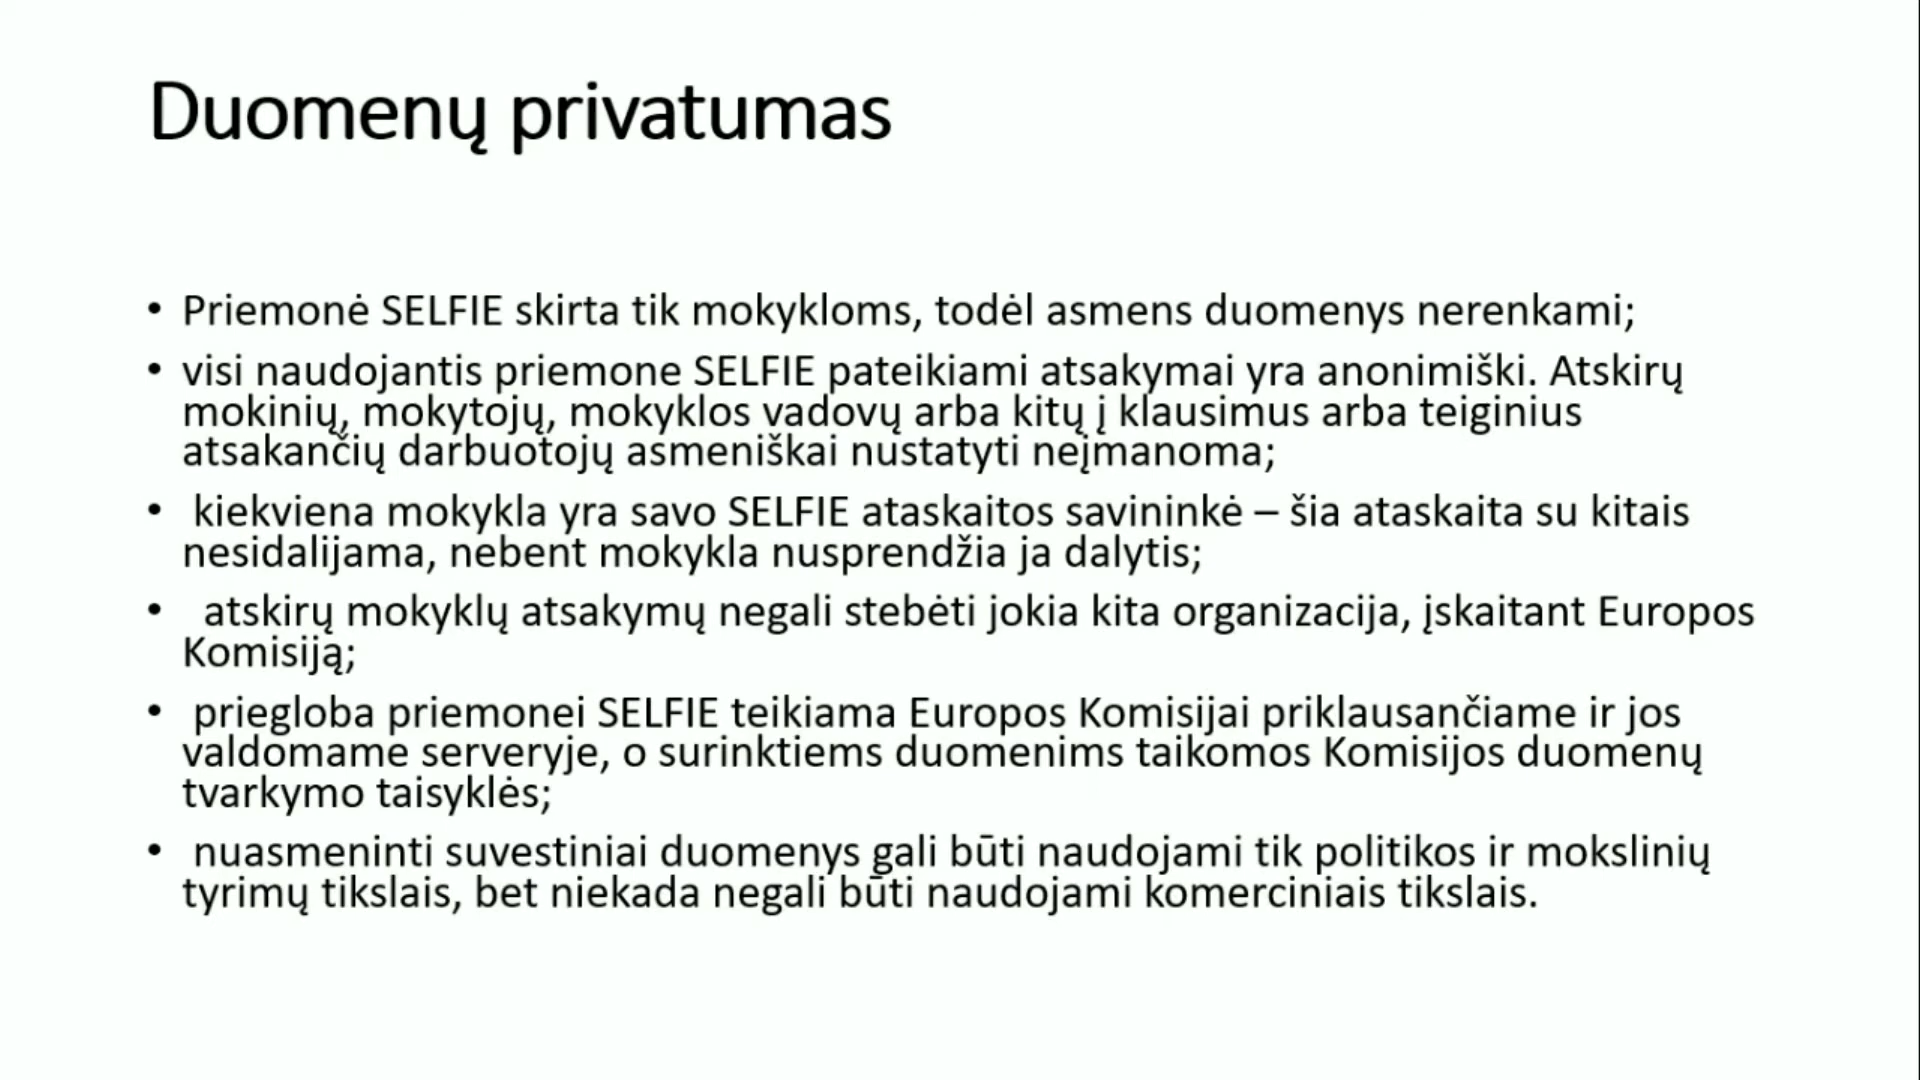 Duomenų privatumas
• Priemonė SELFIE skirta tik mokykloms, todėl asmens duomenys nerenkami;
• visi naudojantis priemone SELFIE pateikiami atsakymai yra anonimiški. Atskirų
mokinių, mokytojų, mokyklos vadovų arba kitų į klausimus arba teiginius
atsakančių darbuotojų asmeniškai nustatyti neįmanoma;
• kiekviena mokykla yra savo SELFIE ataskaitos savininkė – šia ataskaita su kitais
nesidalijama, nebent mokykla nusprendžia ja dalytis;
• atskirų mokyklų atsakymų negali stebėti jokia kita organizacija, įskaitant Europos
Komisiją;
• priegloba priemonei SELFIE teikiama Europos Komisijai priklausančiame ir jos
valdomame serveryje, o surinktiems duomenims taikomos Komisijos duomenų
tvarkymo taisyklės;
• nuasmeninti suvestiniai duomenys gali būti naudojami tik politikos ir mokslinių
tyrimų tikslais, bet niekada negali būti naudojami komerciniais tikslais.